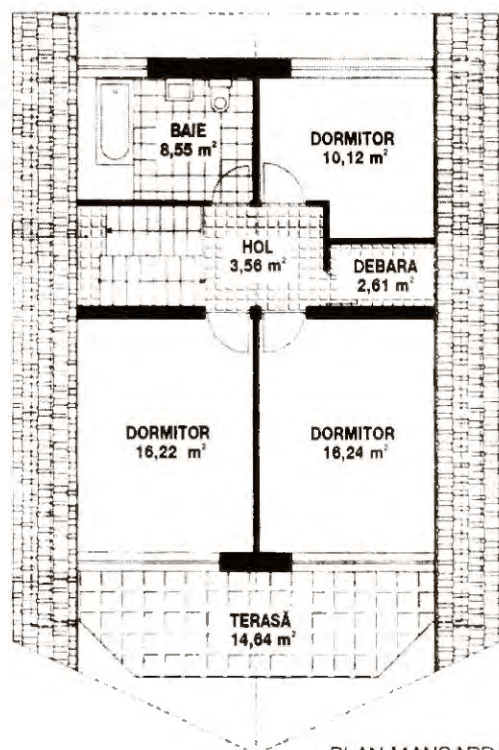 BAIE
8,55 m²
DORMITOR
10,12 m²
HOL
3,56 m²
DEBARA
2,61 m²
DORMITOR
16,22 m²
DORMITOR
16,24 m²
TERASĂ
14,64 m²
PLAN